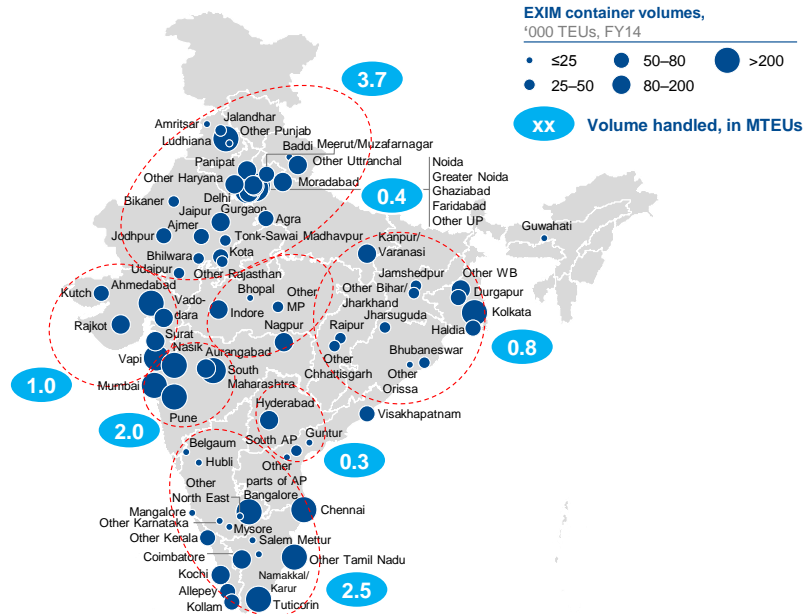 EXIM container volumes,
‘000 TEUs, FY14
≤25
50–80
>200
25–50
80–200
xx
Volume handled, in MTEUs
3.7
Amritsar
Jalandhar
Other Punjab
Ludhiana
Baddi
Meerut/Muzafarnagar
Panipat
Other Uttranchal
Other Haryana
Moradabad
Noida
Greater Noida
Ghaziabad
Faridabad
Other UP
0.4
Delhi
Gurgaon
Bikaner
Jaipur
Agra
Ajmer
Jodhpur
Tonk-Sawai Madhavpur
Kanpur/
Varanasi
Guwahati
Bhilwara
Kota
Udaipur
Other Rajasthan
Jamshedpur
Other WB
Ahmedabad
Kutch
Bhopal
Other
MP
Other Bihar/
Jharkhand
Durgapur
Vado-
dara
Indore
Jharsuguda
Kolkata
Rajkot
Nagpur
Raipur
Haldia
Surat
Nasik
Aurangabad
Other
Chhattisgarh
Bhubaneswar
0.8
Vapi
South
Maharashtra
Other
Orissa
1.0
Mumbai
Pune
Hyderabad
Visakhapatnam
2.0
South AP
Guntur
Belgaum
0.3
Hubli
Other
parts of AP
Other
North East
Bangalore
Mangalore
Chennai
Other Karnataka
Mysore
Other Kerala
Salem Mettur
Coimbatore
Other Tamil Nadu
Kochi
Namakkal/
Karur
2.5
Allepey
Tuticorin
Kollam